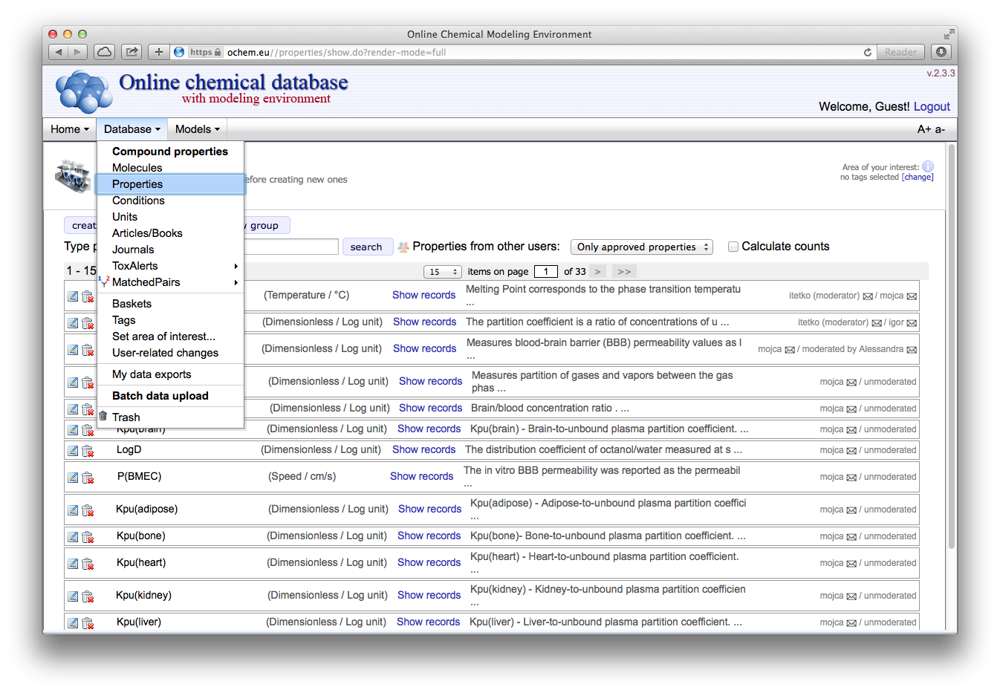 Online Chemical Modeling Environment
https ochem.eu//properties/show.do?render-mode=full Reader
v.2.3.3
Online chemical database
with modeling environment
Welcome, Guest! Logout
Home Database Models A+ a-
Compound properties
Molecules
Properties
Conditions
Units
Articles/Books
Journals
ToxAlerts
1 2 MatchedPairs
Baskets
Tags
Set area of interest...
User-related changes
My data exports
Batch data upload
Trash
efore creating new ones
Area of your interest: i
no tags selected [change]
creat group
Type search Properties from other users: Only approved properties Calculate counts
1 - 15 15 items on page 1 of 33 > >>
(Temperature / °C) Show records Melting Point corresponds to the phase transition temperatu
... itetko (moderator) / mojca
(Dimensionless / Log unit) Show records The partition coefficient is a ratio of concentrations of u ... itetko (moderator) / igor
(Dimensionless / Log unit) Show records Measures blood-brain barrier (BBB) permeability values as l
... mojca / moderated by Alessandra
(Dimensionless / Log unit) Show records Measures partition of gases and vapors between the gas
phas ... mojca / unmoderated
(Dimensionless / Log unit) Show records Brain/blood concentration ratio . ... mojca / unmoderated
Kpu(brain) (Dimensionless / Log unit) Show records Kpu(brain) - Brain-to-unbound plasma partition coefficient. ... mojca / unmoderated
LogD (Dimensionless / Log unit) Show records The distribution coefficient of octanol/water measured at s ... mojca / unmoderated
P(BMEC) (Speed / cm/s) Show records The in vitro BBB permeability was reported as the permeabil
... mojca / unmoderated
Kpu(adipose) (Dimensionless / Log unit) Show records Kpu(adipose) - Adipose-to-unbound plasma partition coeffici
... mojca / unmoderated
Kpu(bone) (Dimensionless / Log unit) Show records Kpu(bone)- Bone-to-unbound plasma partition coefficient. ... mojca / unmoderated
Kpu(heart) (Dimensionless / Log unit) Show records Kpu(heart) - Heart-to-unbound plasma partition coefficient.
... mojca / unmoderated
Kpu(kidney) (Dimensionless / Log unit) Show records Kpu(kidney) - Kidney-to-unbound plasma partition coefficien
... mojca / unmoderated
Kpu(liver) (Dimensionless / Log unit) Show records Kpu(liver) - Liver-to-unbound plasma partition coefficient. ... mojca / unmoderated